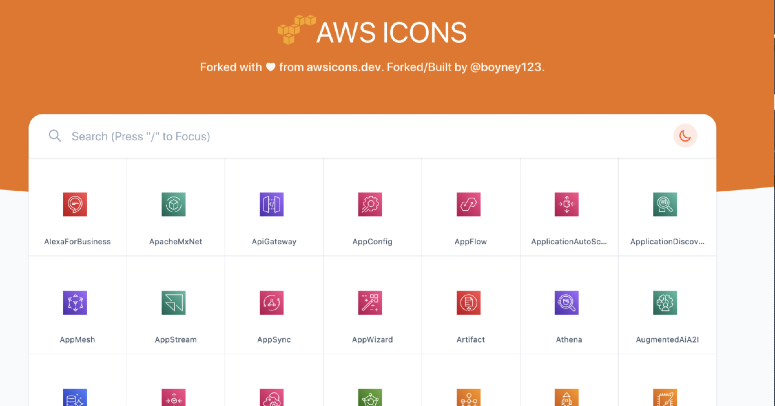 AWS ICONS
Forked with ♥ from awsicons.dev. Forked/Built by @boyney123.
Search (Press "/" to Focus)
AlexaForBusiness ApacheMxNet ApiGateway AppConfig AppFlow ApplicationAutoSc... ApplicationDiscov...
AppMesh AppStream AppSync AppWizard Artifact Athena AugmentedAiA2I